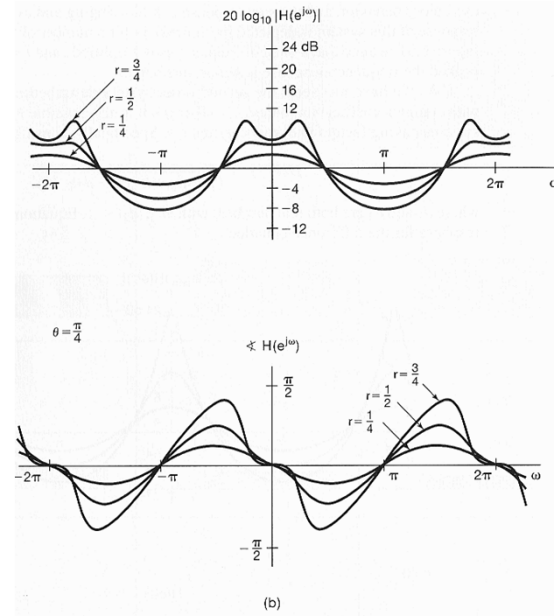 20 log₁₀ |H(e^jω)|
24 dB
20
16
12
r = 3/4
r = 1/2
r = 1/4
−2π
−π
π
2π
−4
−8
−12
θ = π/4
∢ H(e^jω)
π/2
r = 3/4
r = 1/2
r = 1/4
−2π
−π
π
2π
ω
−π/2
(b)